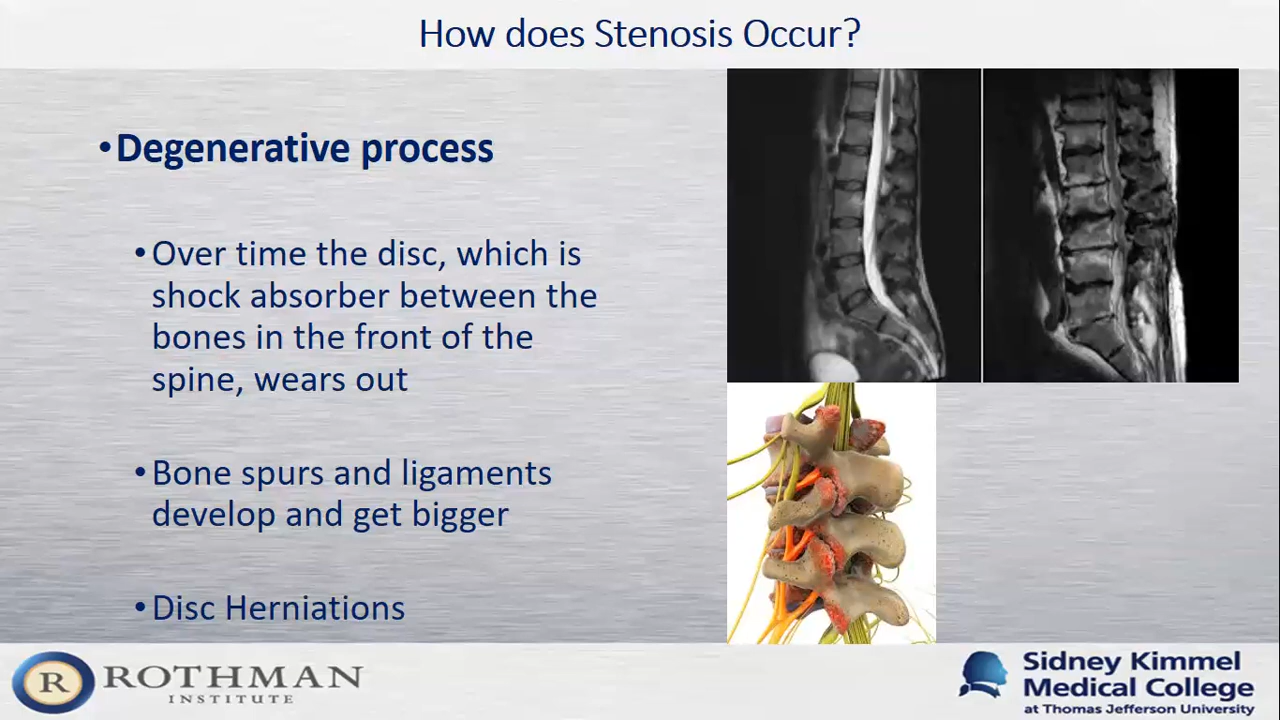 How does Stenosis Occur?
•Degenerative process
•Over time the disc, which is
shock absorber between the
bones in the front of the
spine, wears out
•Bone spurs and ligaments
develop and get bigger
•Disc Herniations
R ROTHMAN
INSTITUTE
Sidney Kimmel
Medical College
at Thomas Jefferson University